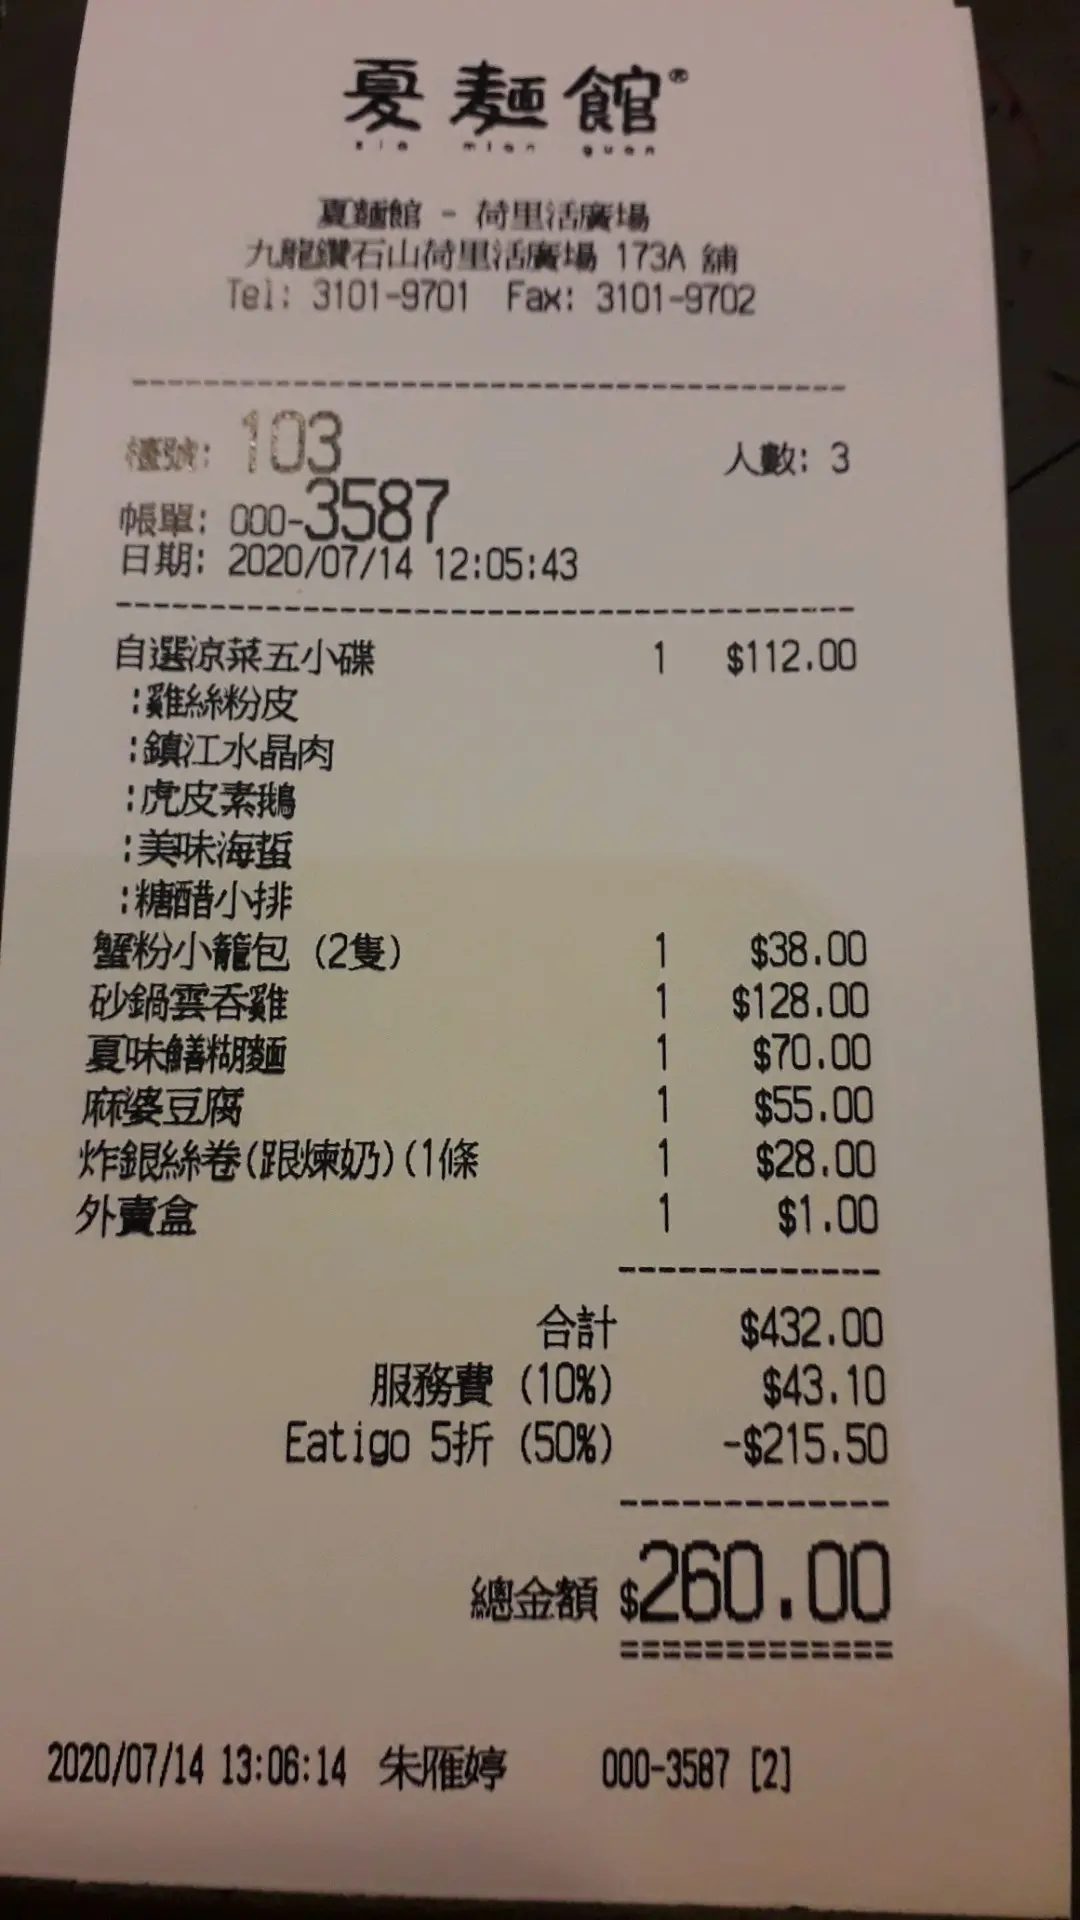 夏麵館®
xia mian guan
夏麵館 - 荷里活廣場
九龍鑽石山荷里活廣場 173A 舖
Tel: 3101-9701 Fax: 3101-9702
檯號: 103 人數: 3
帳單: 000-3587
日期: 2020/07/14 12:05:43
自選涼菜五小碟 1 $112.00
:雞絲粉皮
:鎮江水晶肉
:虎皮素鵝
:美味海蜇
:糖醋小排
蟹粉小籠包 (2隻) 1 $38.00
砂鍋雲吞雞 1 $128.00
夏味鱔糊麵 1 $70.00
麻婆豆腐 1 $55.00
炸銀絲卷(跟煉奶)(1條 1 $28.00
外賣盒 1 $1.00
合計 $432.00
服務費 (10%) $43.10
Eatigo 5折 (50%) -$215.50
總金額 $260.00
2020/07/14 13:06:14 朱雁婷 000-3587 [2]